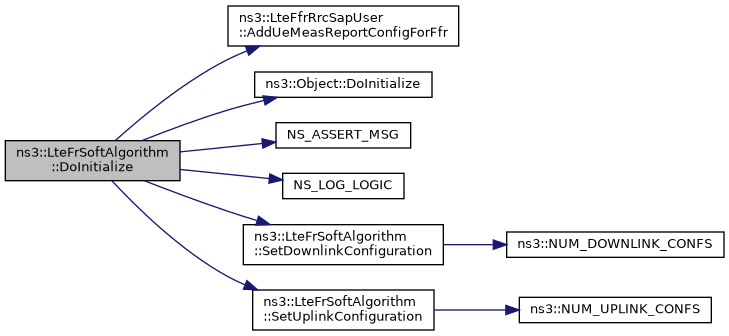 ns3::LteFfrRrcSapUser
::AddUeMeasReportConfigForFfr
ns3::Object::DoInitialize
NS_ASSERT_MSG
ns3::LteFrSoftAlgorithm
::DoInitialize
NS_LOG_LOGIC
ns3::LteFrSoftAlgorithm
::SetDownlinkConfiguration
ns3::NUM_DOWNLINK_CONFS
ns3::LteFrSoftAlgorithm
::SetUplinkConfiguration
ns3::NUM_UPLINK_CONFS